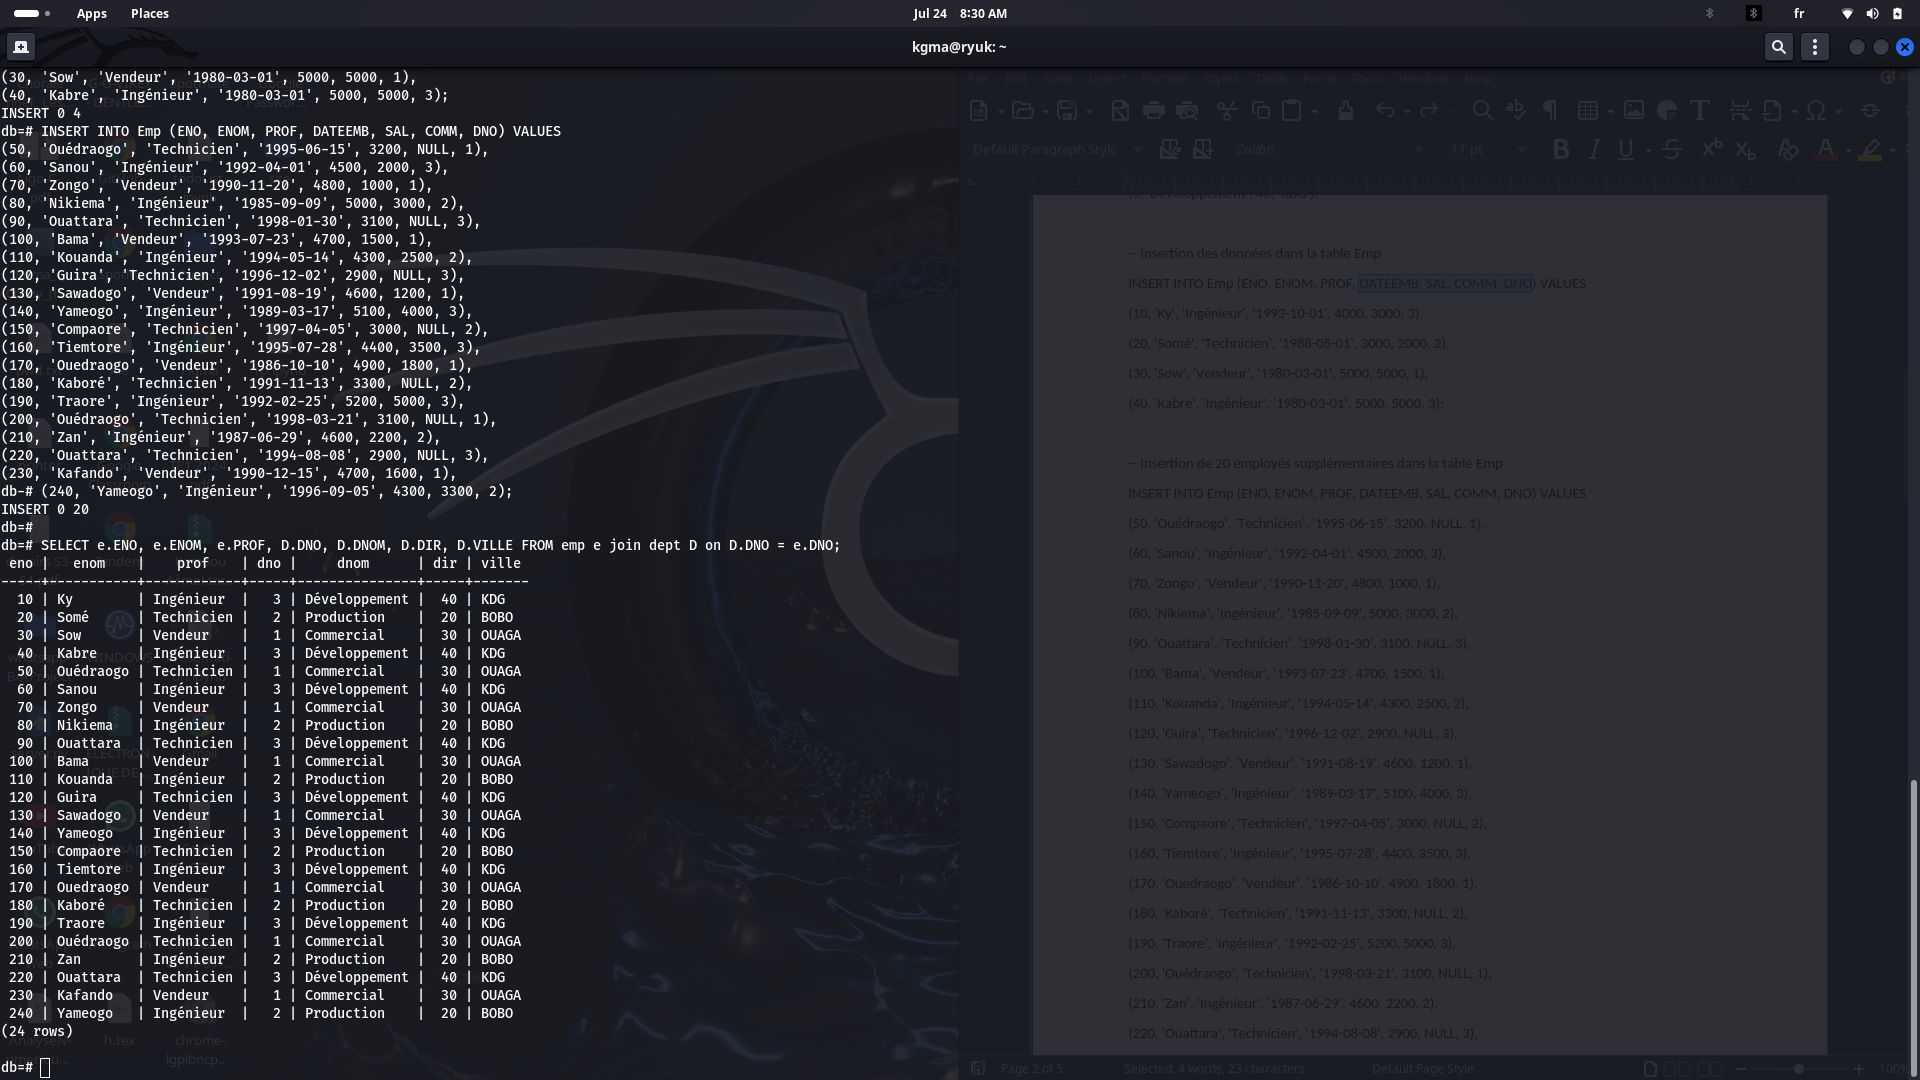 Apps Places
Jul 24 8:30 AM
fr
kgma@ryuk: ~
(30, 'Sow', 'Vendeur', '1980-03-01', 5000, 5000, 1),
(40, 'Kabre', 'Ingénieur', '1980-03-01', 5000, 5000, 3);
INSERT 0 4
db=# INSERT INTO Emp (ENO, ENOM, PROF, DATEEMB, SAL, COMM, DNO) VALUES
(50, 'Ouédraogo', 'Technicien', '1995-06-15', 3200, NULL, 1),
(60, 'Sanou', 'Ingénieur', '1992-04-01', 4500, 2000, 3),
(70, 'Zongo', 'Vendeur', '1990-11-20', 4800, 1000, 1),
(80, 'Nikiema', 'Ingénieur', '1985-09-09', 5000, 3000, 2),
(90, 'Ouattara', 'Technicien', '1998-01-30', 3100, NULL, 3),
(100, 'Bama', 'Vendeur', '1993-07-23', 4700, 1500, 1),
(110, 'Kouanda', 'Ingénieur', '1994-05-14', 4300, 2500, 2),
(120, 'Guira', 'Technicien', '1996-12-02', 2900, NULL, 3),
(130, 'Sawadogo', 'Vendeur', '1991-08-19', 4600, 1200, 1),
(140, 'Yameogo', 'Ingénieur', '1989-03-17', 5100, 4000, 3),
(150, 'Compaore', 'Technicien', '1997-04-05', 3000, NULL, 2),
(160, 'Tiemtore', 'Ingénieur', '1995-07-28', 4400, 3500, 3),
(170, 'Ouedraogo', 'Vendeur', '1986-10-10', 4900, 1800, 1),
(180, 'Kaboré', 'Technicien', '1991-11-13', 3300, NULL, 2),
(190, 'Traore', 'Ingénieur', '1992-02-25', 5200, 5000, 3),
(200, 'Ouédraogo', 'Technicien', '1998-03-21', 3100, NULL, 1),
(210, 'Zan', 'Ingénieur', '1987-06-29', 4600, 2200, 2),
(220, 'Ouattara', 'Technicien', '1994-08-08', 2900, NULL, 3),
(230, 'Kafando', 'Vendeur', '1990-12-15', 4700, 1600, 1),
db-# (240, 'Yameogo', 'Ingénieur', '1996-09-05', 4300, 3300, 2);
INSERT 0 20
db=#
db=# SELECT e.ENO, e.ENOM, e.PROF, D.DNO, D.DNOM, D.DIR, D.VILLE FROM emp e join dept D on D.DNO = e.DNO;
eno | enom | prof | dno | dnom | dir | ville
-----+-----------+------------+-----+---------------+-----+-------
10 | Ky | Ingénieur | 3 | Développement | 40 | KDG
20 | Somé | Technicien | 2 | Production | 20 | BOBO
30 | Sow | Vendeur | 1 | Commercial | 30 | OUAGA
40 | Kabre | Ingénieur | 3 | Développement | 40 | KDG
50 | Ouédraogo | Technicien | 1 | Commercial | 30 | OUAGA
60 | Sanou | Ingénieur | 3 | Développement | 40 | KDG
70 | Zongo | Vendeur | 1 | Commercial | 30 | OUAGA
80 | Nikiema | Ingénieur | 2 | Production | 20 | BOBO
90 | Ouattara | Technicien | 3 | Développement | 40 | KDG
100 | Bama | Vendeur | 1 | Commercial | 30 | OUAGA
110 | Kouanda | Ingénieur | 2 | Production | 20 | BOBO
120 | Guira | Technicien | 3 | Développement | 40 | KDG
130 | Sawadogo | Vendeur | 1 | Commercial | 30 | OUAGA
140 | Yameogo | Ingénieur | 3 | Développement | 40 | KDG
150 | Compaore | Technicien | 2 | Production | 20 | BOBO
160 | Tiemtore | Ingénieur | 3 | Développement | 40 | KDG
170 | Ouedraogo | Vendeur | 1 | Commercial | 30 | OUAGA
180 | Kaboré | Technicien | 2 | Production | 20 | BOBO
190 | Traore | Ingénieur | 3 | Développement | 40 | KDG
200 | Ouédraogo | Technicien | 1 | Commercial | 30 | OUAGA
210 | Zan | Ingénieur | 2 | Production | 20 | BOBO
220 | Ouattara | Technicien | 3 | Développement | 40 | KDG
230 | Kafando | Vendeur | 1 | Commercial | 30 | OUAGA
240 | Yameogo | Ingénieur | 2 | Production | 20 | BOBO
(24 rows)
db=#
File Edit View Insert Format Styles Table Form Tools Window Help
Default Paragraph Style Calibri 11 pt
-- Insertion des données dans la table Emp
INSERT INTO Emp (ENO, ENOM, PROF, DATEEMB, SAL, COMM, DNO) VALUES
(10, 'Ky', 'Ingénieur', '1993-10-01', 4000, 3000, 3),
(20, 'Somé', 'Technicien', '1988-05-01', 3000, 2000, 2),
(30, 'Sow', 'Vendeur', '1980-03-01', 5000, 5000, 1),
(40, 'Kabre', 'Ingénieur', '1980-03-01', 5000, 5000, 3);
-- Insertion de 20 employés supplémentaires dans la table Emp
INSERT INTO Emp (ENO, ENOM, PROF, DATEEMB, SAL, COMM, DNO) VALUES
(50, 'Ouédraogo', 'Technicien', '1995-06-15', 3200, NULL, 1),
(60, 'Sanou', 'Ingénieur', '1992-04-01', 4500, 2000, 3),
(70, 'Zongo', 'Vendeur', '1990-11-20', 4800, 1000, 1),
(80, 'Nikiema', 'Ingénieur', '1985-09-09', 5000, 3000, 2),
(90, 'Ouattara', 'Technicien', '1998-01-30', 3100, NULL, 3),
(100, 'Bama', 'Vendeur', '1993-07-23', 4700, 1500, 1),
(110, 'Kouanda', 'Ingénieur', '1994-05-14', 4300, 2500, 2),
(120, 'Guira', 'Technicien', '1996-12-02', 2900, NULL, 3),
(130, 'Sawadogo', 'Vendeur', '1991-08-19', 4600, 1200, 1),
(140, 'Yameogo', 'Ingénieur', '1989-03-17', 5100, 4000, 3),
(150, 'Compaore', 'Technicien', '1997-04-05', 3000, NULL, 2),
(160, 'Tiemtore', 'Ingénieur', '1995-07-28', 4400, 3500, 3),
(170, 'Ouedraogo', 'Vendeur', '1986-10-10', 4900, 1800, 1),
(180, 'Kaboré', 'Technicien', '1991-11-13', 3300, NULL, 2),
(190, 'Traore', 'Ingénieur', '1992-02-25', 5200, 5000, 3),
(200, 'Ouédraogo', 'Technicien', '1998-03-21', 3100, NULL, 1),
(210, 'Zan', 'Ingénieur', '1987-06-29', 4600, 2200, 2),
(220, 'Ouattara', 'Technicien', '1994-08-08', 2900, NULL, 3),
Page 2 of 5 Selected: 4 words, 23 characters Default Page Style 100%